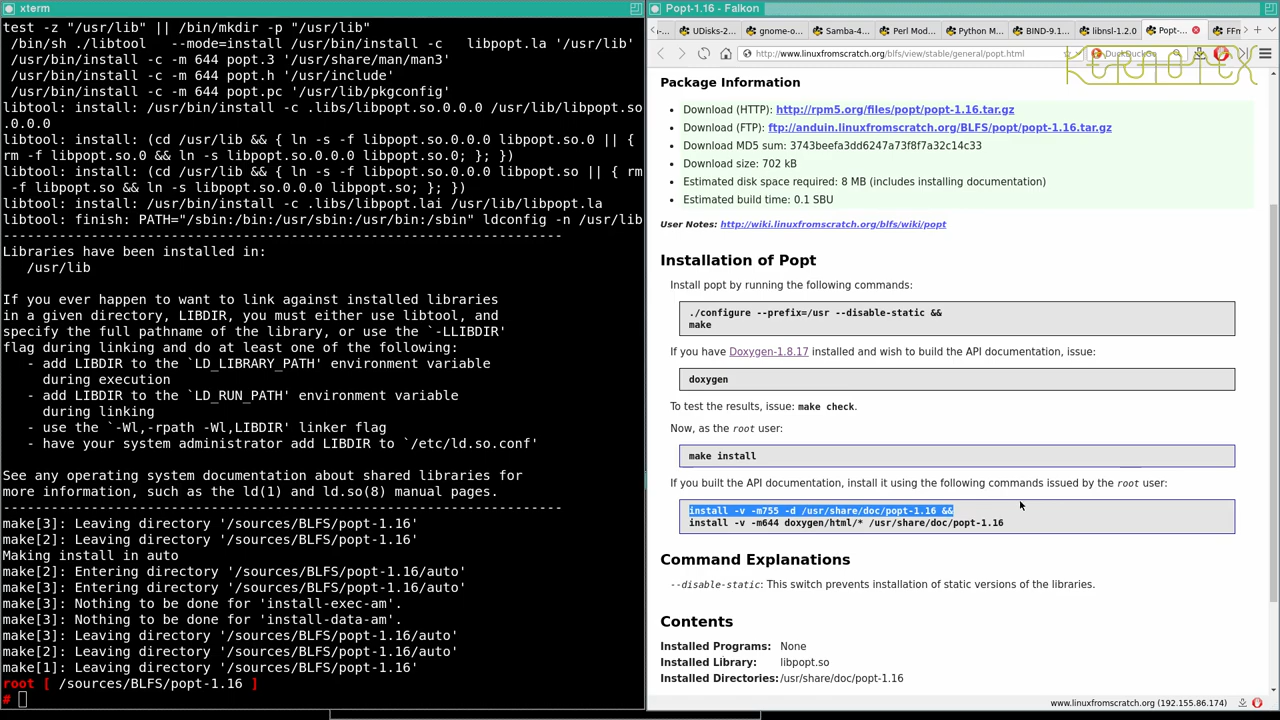 xterm
test -z "/usr/lib" || /bin/mkdir -p "/usr/lib"
 /bin/sh ./libtool   --mode=install /usr/bin/install -c   libpopt.la '/usr/lib'
 /usr/bin/install -c -m 644 popt.3 '/usr/share/man/man3'
 /usr/bin/install -c -m 644 popt.h '/usr/include'
 /usr/bin/install -c -m 644 popt.pc '/usr/lib/pkgconfig'
libtool: install: /usr/bin/install -c .libs/libpopt.so.0.0.0 /usr/lib/libpopt.so
.0.0.0
libtool: install: (cd /usr/lib && { ln -s -f libpopt.so.0.0.0 libpopt.so.0 || {
rm -f libpopt.so.0 && ln -s libpopt.so.0.0.0 libpopt.so.0; }; })
libtool: install: (cd /usr/lib && { ln -s -f libpopt.so.0.0.0 libpopt.so || { rm
 -f libpopt.so && ln -s libpopt.so.0.0.0 libpopt.so; }; })
libtool: install: /usr/bin/install -c .libs/libpopt.lai /usr/lib/libpopt.la
libtool: finish: PATH="/sbin:/bin:/usr/sbin:/usr/bin:/sbin" ldconfig -n /usr/lib
----------------------------------------------------------------------
Libraries have been installed in:
   /usr/lib
If you ever happen to want to link against installed libraries
in a given directory, LIBDIR, you must either use libtool, and
specify the full pathname of the library, or use the `-LLIBDIR'
flag during linking and do at least one of the following:
   - add LIBDIR to the `LD_LIBRARY_PATH' environment variable
     during execution
   - add LIBDIR to the `LD_RUN_PATH' environment variable
     during linking
   - use the `-Wl,-rpath -Wl,LIBDIR' linker flag
   - have your system administrator add LIBDIR to `/etc/ld.so.conf'
See any operating system documentation about shared libraries for
more information, such as the ld(1) and ld.so(8) manual pages.
----------------------------------------------------------------------
make[3]: Leaving directory '/sources/BLFS/popt-1.16'
make[2]: Leaving directory '/sources/BLFS/popt-1.16'
Making install in auto
make[2]: Entering directory '/sources/BLFS/popt-1.16/auto'
make[3]: Entering directory '/sources/BLFS/popt-1.16/auto'
make[3]: Nothing to be done for 'install-exec-am'.
make[3]: Nothing to be done for 'install-data-am'.
make[3]: Leaving directory '/sources/BLFS/popt-1.16/auto'
make[2]: Leaving directory '/sources/BLFS/popt-1.16/auto'
make[1]: Leaving directory '/sources/BLFS/popt-1.16'
root [ /sources/BLFS/popt-1.16 ]
#
Popt-1.16 - Falkon
UDisks-2... gnome-o... Samba-4... Perl Mod... Python M... BIND-9.1... libnsl-1.2.0 Popt-... FFn
http://www.linuxfromscratch.org/blfs/view/stable/general/popt.html DuckDuckGo
KERNOTEX
Package Information
Download (HTTP): http://rpm5.org/files/popt/popt-1.16.tar.gz
Download (FTP): ftp://anduin.linuxfromscratch.org/BLFS/popt/popt-1.16.tar.gz
Download MD5 sum: 3743beefa3dd6247a73f8f7a32c14c33
Download size: 702 kB
Estimated disk space required: 8 MB (includes installing documentation)
Estimated build time: 0.1 SBU
User Notes: http://wiki.linuxfromscratch.org/blfs/wiki/popt
Installation of Popt
Install popt by running the following commands:
./configure --prefix=/usr --disable-static &&
make
If you have Doxygen-1.8.17 installed and wish to build the API documentation, issue:
doxygen
To test the results, issue: make check.
Now, as the root user:
make install
If you built the API documentation, install it using the following commands issued by the root user:
install -v -m755 -d /usr/share/doc/popt-1.16 &&
install -v -m644 doxygen/html/* /usr/share/doc/popt-1.16
Command Explanations
--disable-static: This switch prevents installation of static versions of the libraries.
Contents
Installed Programs: None
Installed Library: libpopt.so
Installed Directories: /usr/share/doc/popt-1.16
www.linuxfromscratch.org (192.155.86.174)